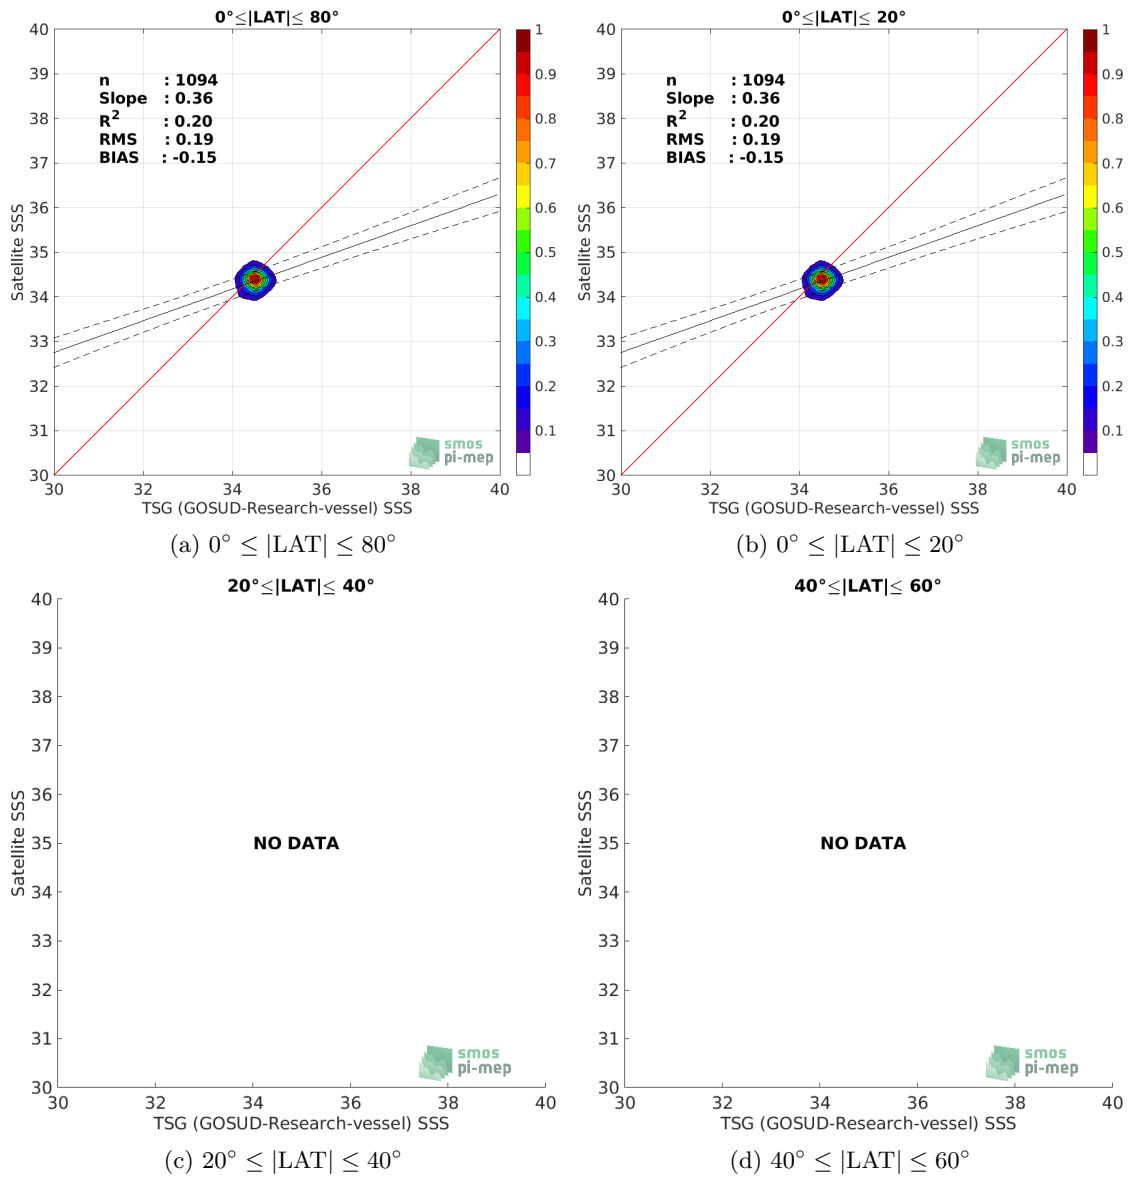 0°≤|LAT|≤ 80°
40
39
38
37
36
35
34
33
32
31
30
Satellite SSS
n : 1094
Slope : 0.36
R² : 0.20
RMS : 0.19
BIAS : -0.15
smos
pi-mep
30 32 34 36 38 40
TSG (GOSUD-Research-vessel) SSS
1
0.9
0.8
0.7
0.6
0.5
0.4
0.3
0.2
0.1
(a) 0° ≤ |LAT| ≤ 80°
0°≤|LAT|≤ 20°
40
39
38
37
36
35
34
33
32
31
30
Satellite SSS
n : 1094
Slope : 0.36
R² : 0.20
RMS : 0.19
BIAS : -0.15
smos
pi-mep
30 32 34 36 38 40
TSG (GOSUD-Research-vessel) SSS
1
0.9
0.8
0.7
0.6
0.5
0.4
0.3
0.2
0.1
(b) 0° ≤ |LAT| ≤ 20°
20°≤|LAT|≤ 40°
40
39
38
37
36
35
34
33
32
31
30
Satellite SSS
NO DATA
smos
pi-mep
30 32 34 36 38 40
TSG (GOSUD-Research-vessel) SSS
(c) 20° ≤ |LAT| ≤ 40°
40°≤|LAT|≤ 60°
40
39
38
37
36
35
34
33
32
31
30
Satellite SSS
NO DATA
smos
pi-mep
30 32 34 36 38 40
TSG (GOSUD-Research-vessel) SSS
(d) 40° ≤ |LAT| ≤ 60°